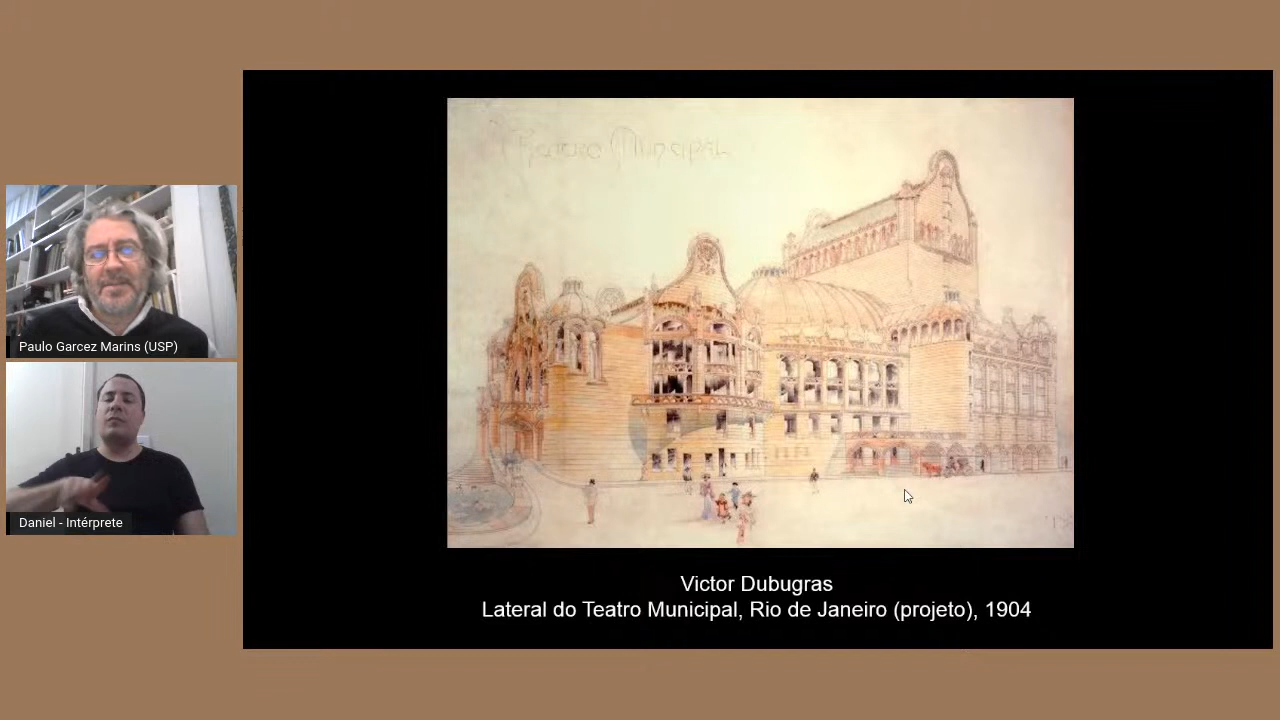 Teatro Municipal
Paulo Garcez Marins (USP)
Daniel - Intérprete
Victor Dubugras
Lateral do Teatro Municipal, Rio de Janeiro (projeto), 1904